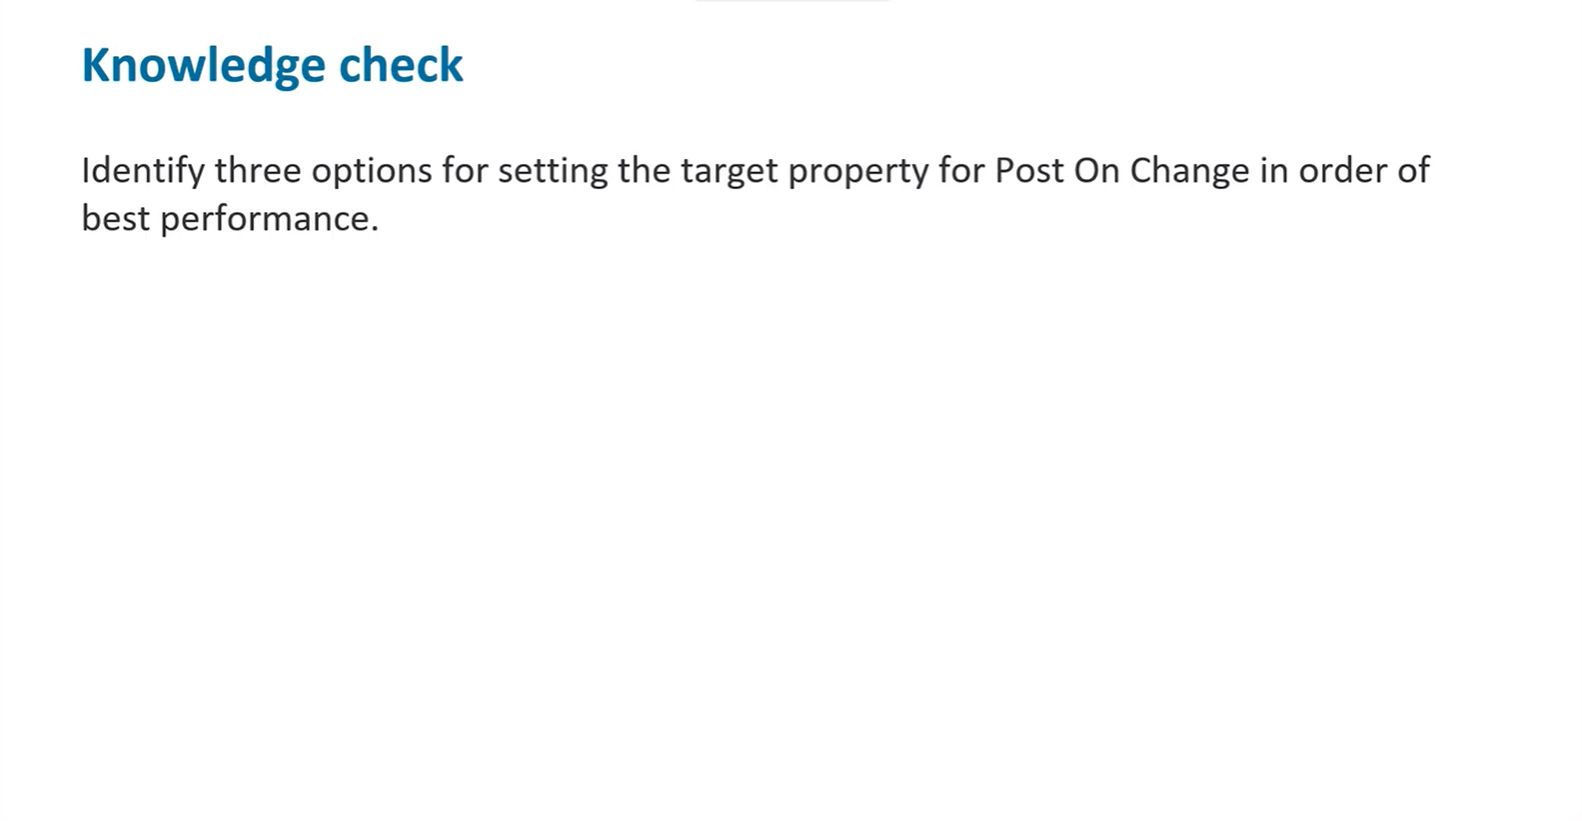 Knowledge check
Identify three options for setting the target property for Post On Change in order of
best performance.